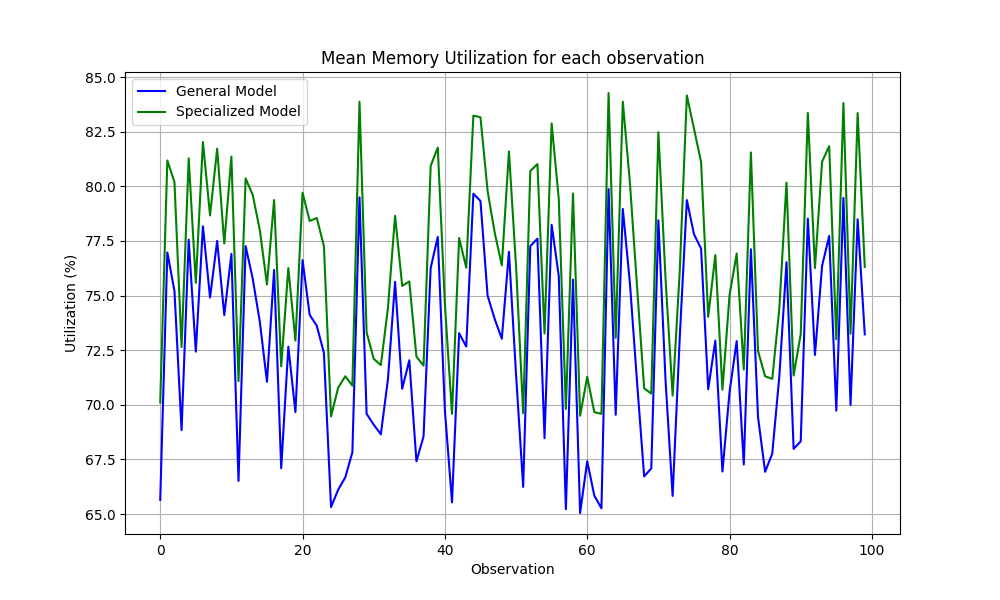 Mean Memory Utilization for each observation
General Model
Specialized Model
85.0
82.5
80.0
77.5
75.0
72.5
70.0
67.5
65.0
Utilization (%)
0 20 40 60 80 100
Observation